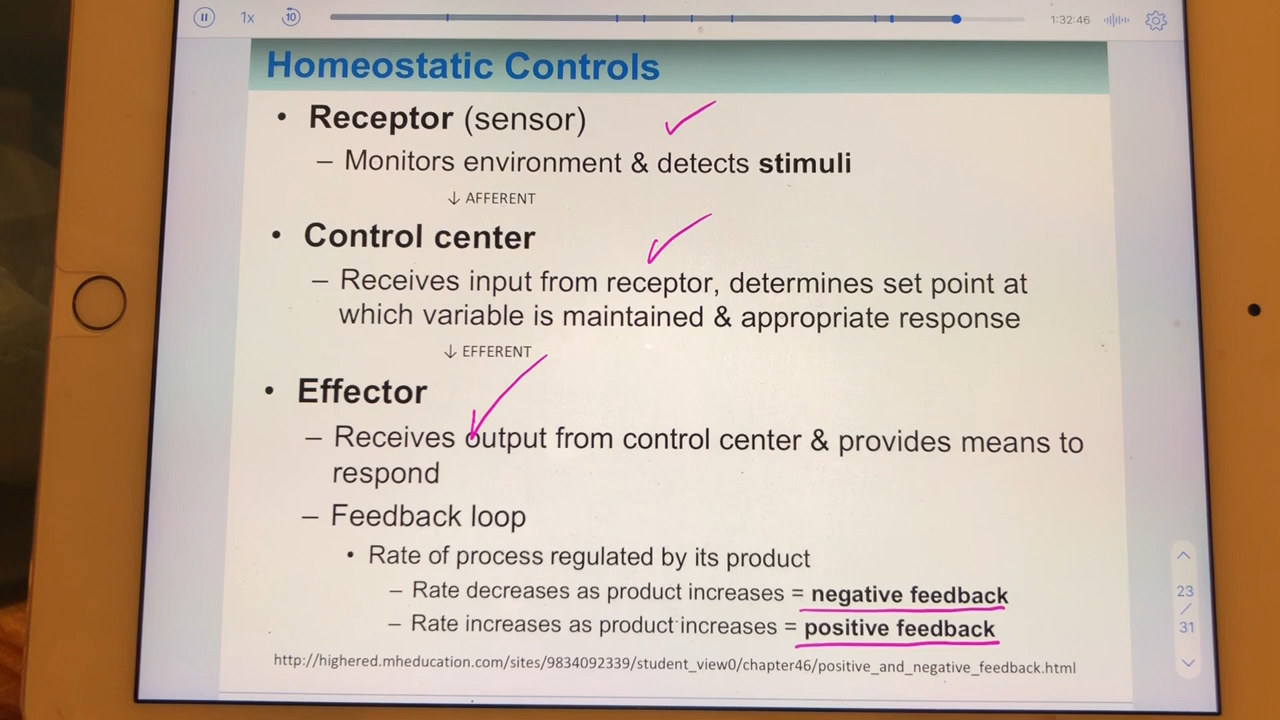 1x
10
1:32:46
Homeostatic Controls
• Receptor (sensor)
– Monitors environment & detects stimuli
↓ AFFERENT
• Control center
– Receives input from receptor, determines set point at
which variable is maintained & appropriate response
↓ EFFERENT
• Effector
– Receives output from control center & provides means to
respond
– Feedback loop
• Rate of process regulated by its product
– Rate decreases as product increases = negative feedback
– Rate increases as product increases = positive feedback
http://highered.mheducation.com/sites/9834092339/student_view0/chapter46/positive_and_negative_feedback.html
23
/
31